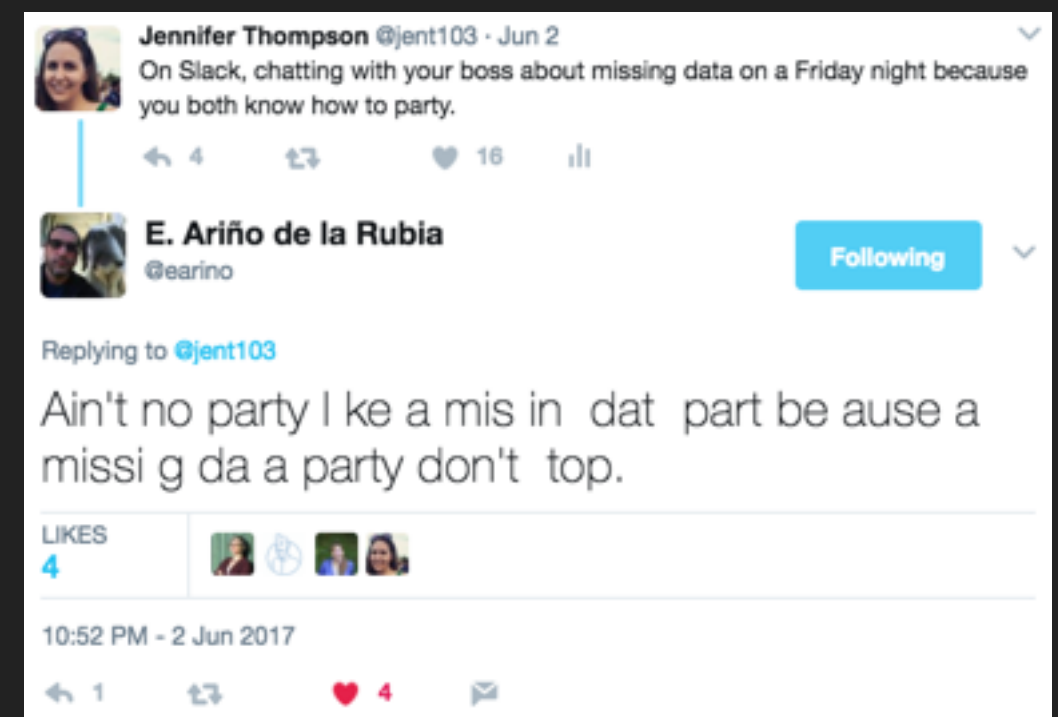 Jennifer Thompson @jent103 · Jun 2
On Slack, chatting with your boss about missing data on a Friday night because
you both know how to party.
4 16
E. Ariño de la Rubia
@earino
Following
Replying to @jent103
Ain't no party l ke a mis in  dat  part be ause a
missi g da a party don't  top.
LIKES
4
10:52 PM - 2 Jun 2017
1 4